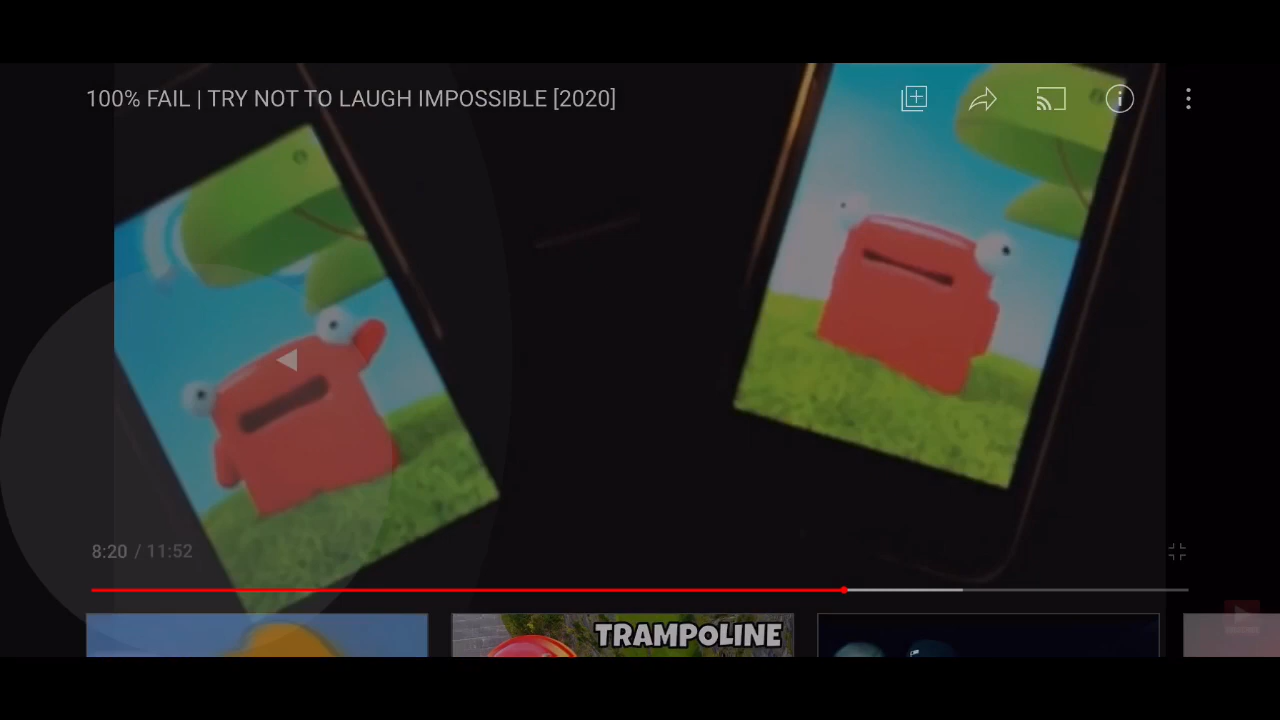 100% FAIL | TRY NOT TO LAUGH IMPOSSIBLE [2020]
8:20 / 11:52
TRAMPOLINE